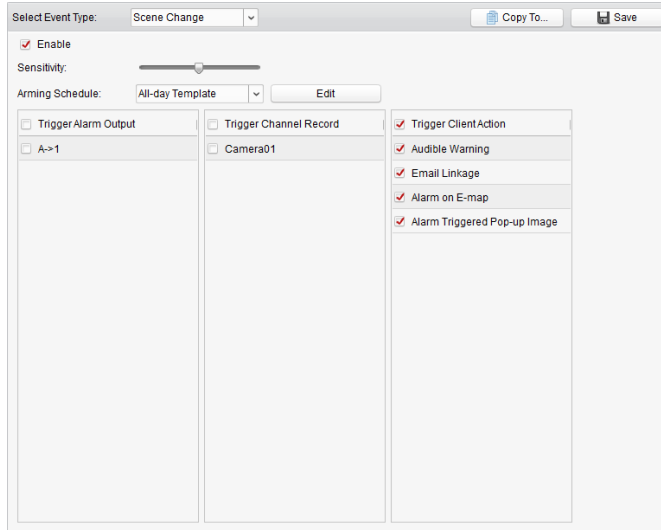 Select Event Type: Scene Change Copy To... Save
Enable
Sensitivity:
Arming Schedule: All-day Template Edit
Trigger Alarm Output Trigger Channel Record Trigger Client Action
A->1 Camera01 Audible Warning
Email Linkage
Alarm on E-map
Alarm Triggered Pop-up Image